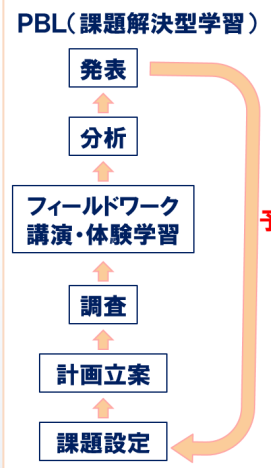 PBL(課題解決型学習)
発表
分析
フィールドワーク
講演・体験学習
調査
計画立案
課題設定